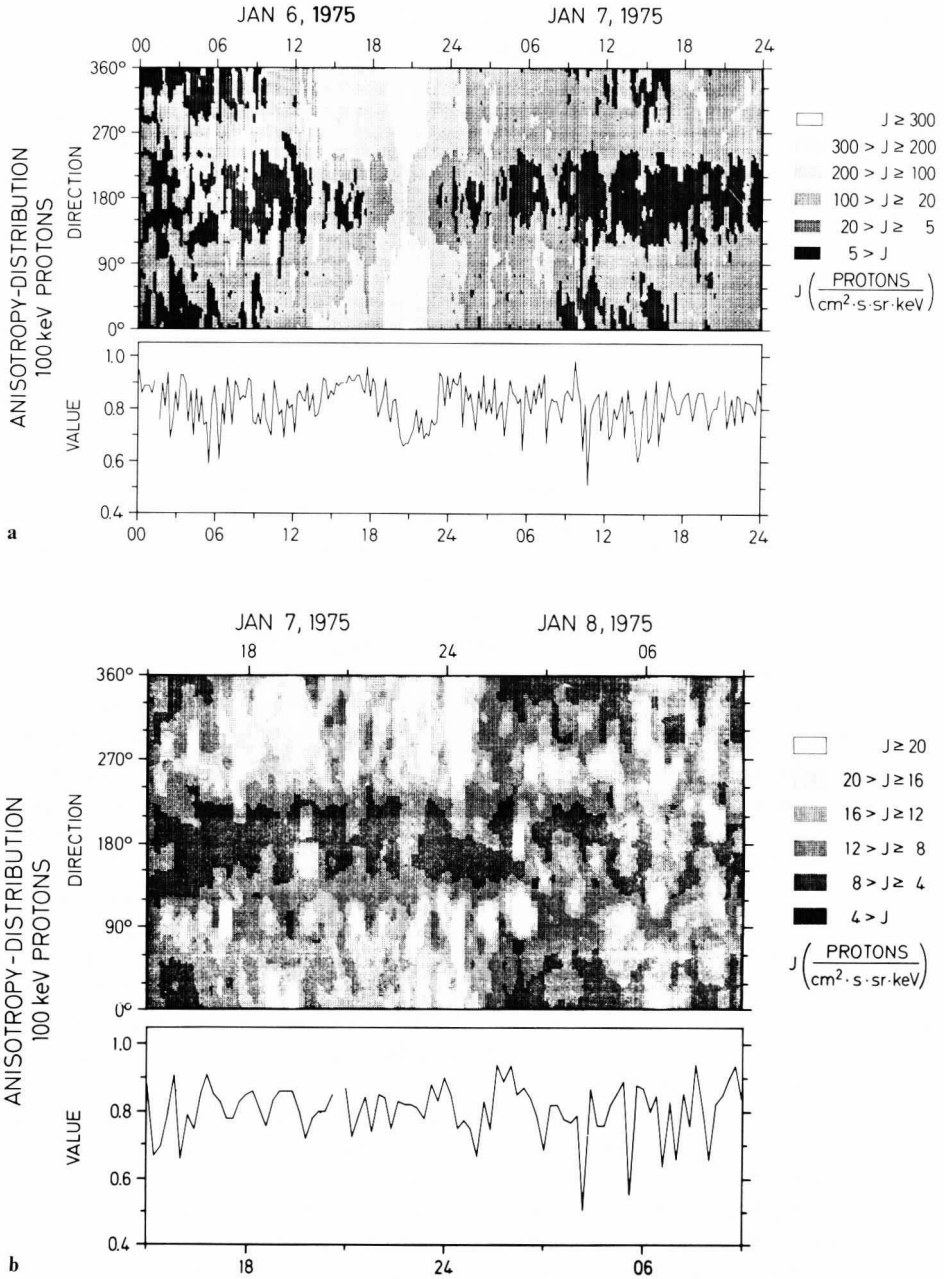 JAN 6, 1975 JAN 7, 1975
00 06 12 18 24 06 12 18 24
ANISOTROPY-DISTRIBUTION
100 keV PROTONS
DIRECTION
360°
270°
180°
90°
0°
J ≥ 300
300 > J ≥ 200
200 > J ≥ 100
100 > J ≥ 20
20 > J ≥ 5
5 > J
J ( PROTONS / cm²·s·sr·keV )
VALUE
1.0
0.8
0.6
0.4
00 06 12 18 24 06 12 18 24
a
JAN 7, 1975 JAN 8, 1975
18 24 06
ANISOTROPY-DISTRIBUTION
100 keV PROTONS
DIRECTION
360°
270°
180°
90°
0°
J ≥ 20
20 > J ≥ 16
16 > J ≥ 12
12 > J ≥ 8
8 > J ≥ 4
4 > J
J ( PROTONS / cm²·s·sr·keV )
VALUE
1.0
0.8
0.6
0.4
18 24 06
b